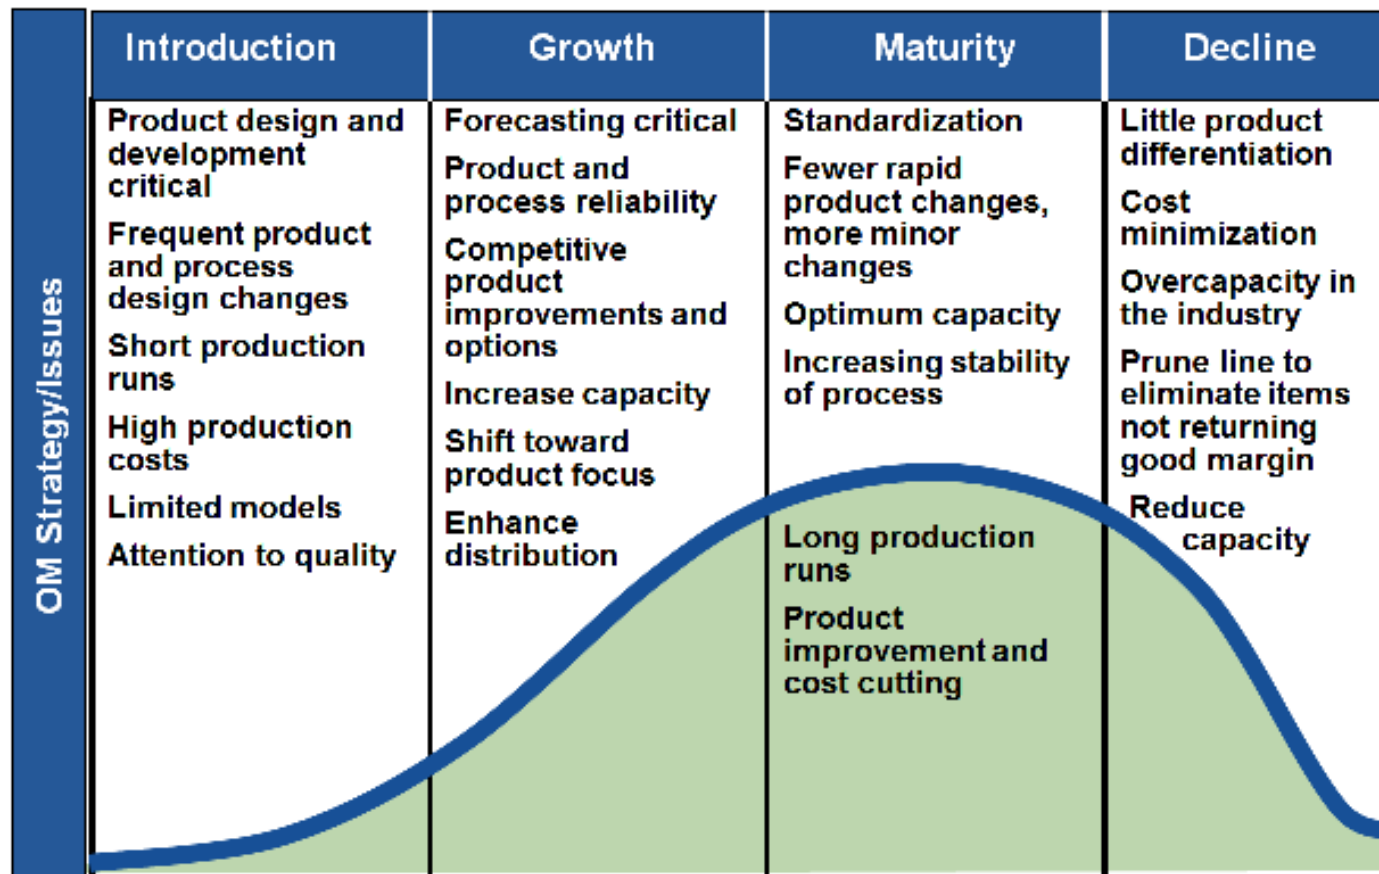 OM Strategy/Issues
Introduction
Product design and
development
critical
Frequent product
and process
design changes
Short production
runs
High production
costs
Limited models
Attention to quality
Growth
Forecasting critical
Product and
process reliability
Competitive
product
improvements and
options
Increase capacity
Shift toward
product focus
Enhance
distribution
Maturity
Standardization
Fewer rapid
product changes,
more minor
changes
Optimum capacity
Increasing stability
of process
Long production
runs
Product
improvement and
cost cutting
Decline
Little product
differentiation
Cost
minimization
Overcapacity in
the industry
Prune line to
eliminate items
not returning
good margin
Reduce
capacity